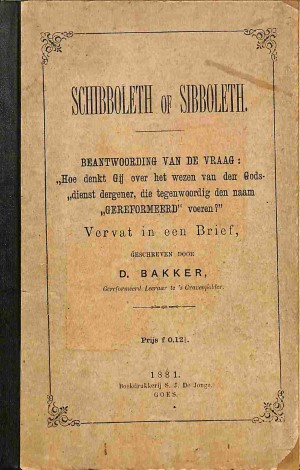 SCHIBBOLETH OF SIBBOLETH.
BEANTWOORDING VAN DE VRAAG:
„Hoe denkt Gij over het wezen van den Gods-
„dienst dergener, die tegenwoordig den naam
„GEREFORMEERD" voeren?"
Vervat in een Brief,
GESCHREVEN DOOR
D. BAKKER,
Gereformeerd Leeraar te 's Gravenpolder.
Prijs f 0,12½.
1881.
Boekdrukkerij S. J. De Jonge.
GOES.